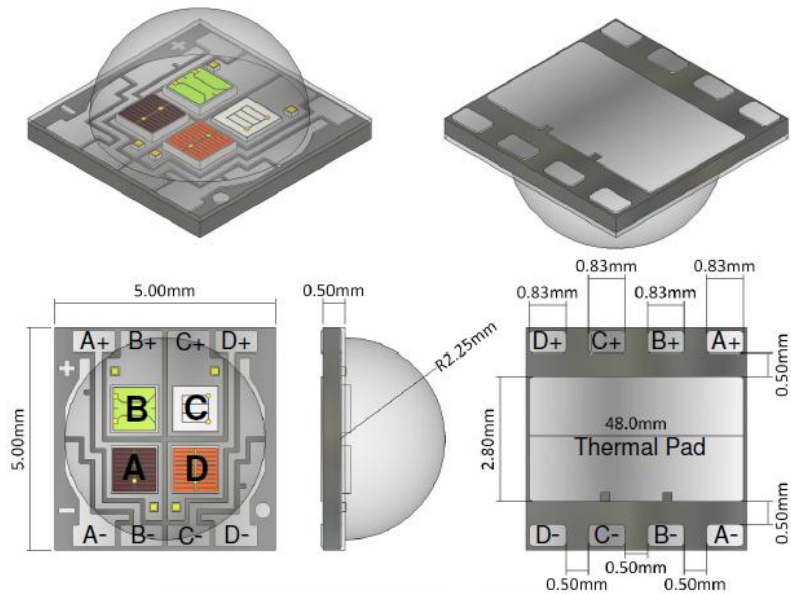 5.00mm
0.50mm
0.83mm
0.83mm
0.83mm
0.83mm
A+ B+ C+ D+
+
R2.25mm
D+ C+ B+ A+
0.50mm
B C
5.00mm
2.80mm
48.0mm
Thermal Pad
A D
−
0.50mm
A- B- C- D-
D- C- B- A-
0.50mm
0.50mm
0.50mm